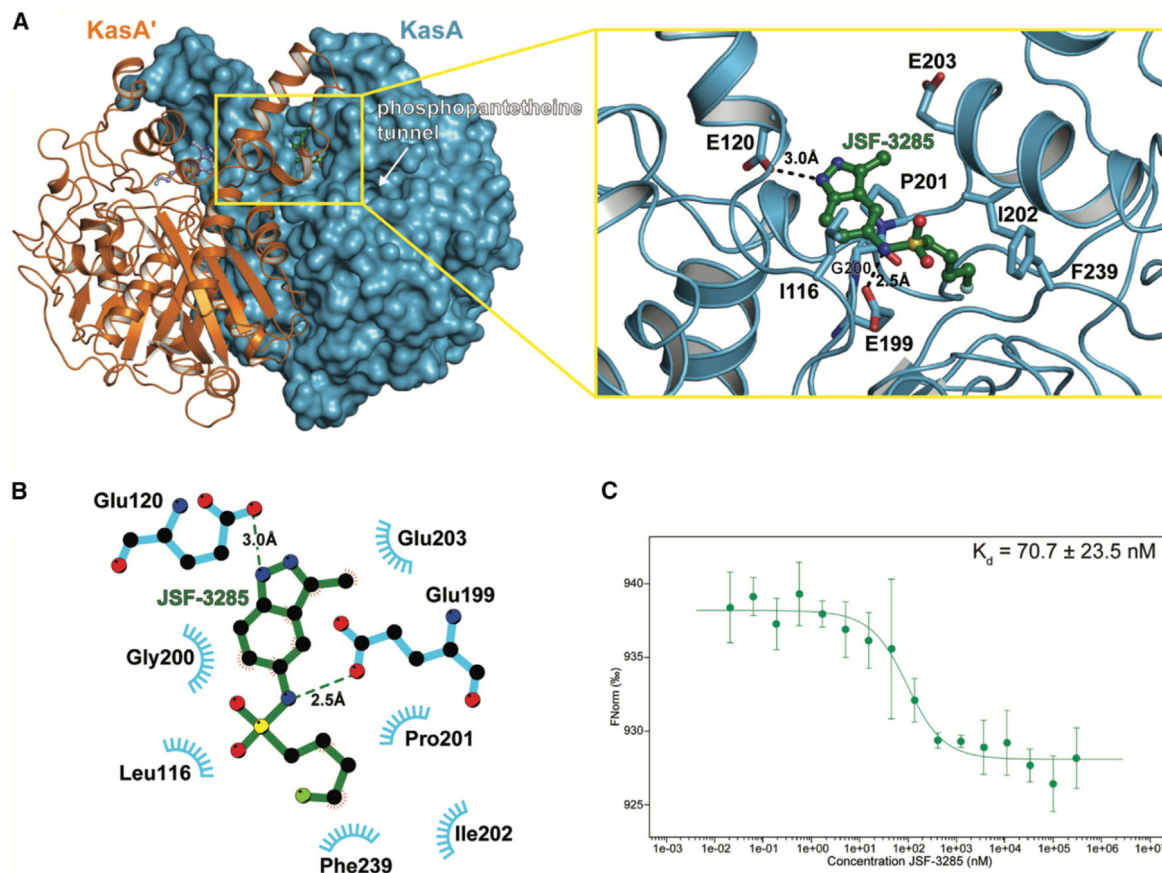 A
KasA'
KasA
phosphopantetheine
tunnel
E203
E120
3.0Å
JSF-3285
P201
I202
G200
2.5Å
I116
F239
E199
B
Glu120
3.0Å
Glu203
JSF-3285
Glu199
Gly200
2.5Å
Pro201
Leu116
Ile202
Phe239
C
Kd = 70.7 ± 23.5 nM
940
935
930
925
FNorm (‰)
1e-03 1e-02 1e-01 1e+00 1e+01 1e+02 1e+03 1e+04 1e+05 1e+06 1e+07
Concentration JSF-3285 (nM)